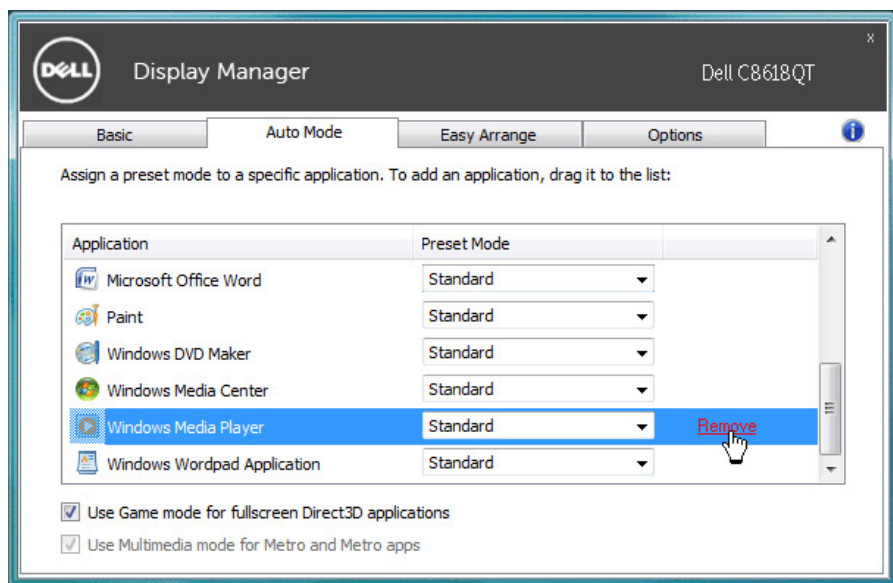 x
DELL Display Manager Dell C8618QT
Basic Auto Mode Easy Arrange Options
Assign a preset mode to a specific application. To add an application, drag it to the list:
Application Preset Mode
Microsoft Office Word Standard
Paint Standard
Windows DVD Maker Standard
Windows Media Center Standard
Windows Media Player Standard Remove
Windows Wordpad Application Standard
Use Game mode for fullscreen Direct3D applications
Use Multimedia mode for Metro and Metro apps